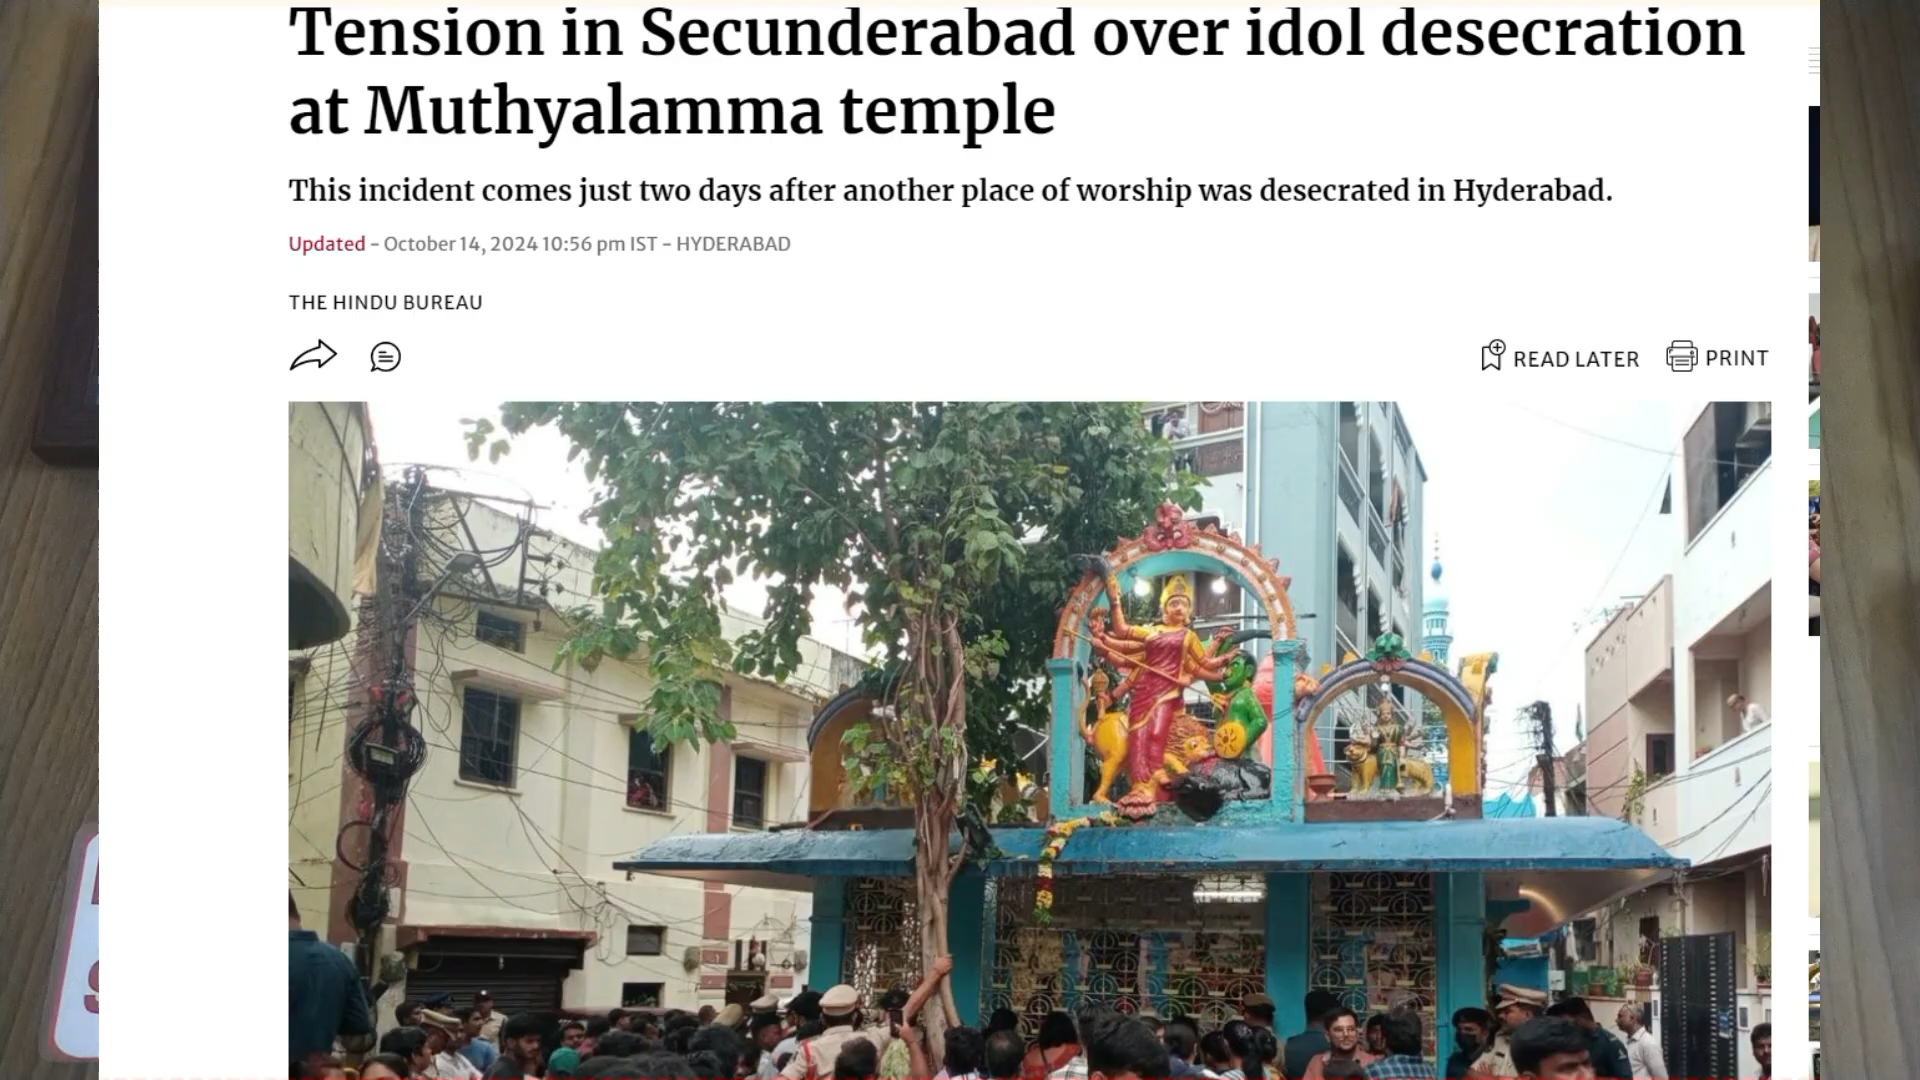 Tension in Secunderabad over idol desecration
at Muthyalamma temple
This incident comes just two days after another place of worship was desecrated in Hyderabad.
Updated - October 14, 2024 10:56 pm IST - HYDERABAD
THE HINDU BUREAU
READ LATER PRINT